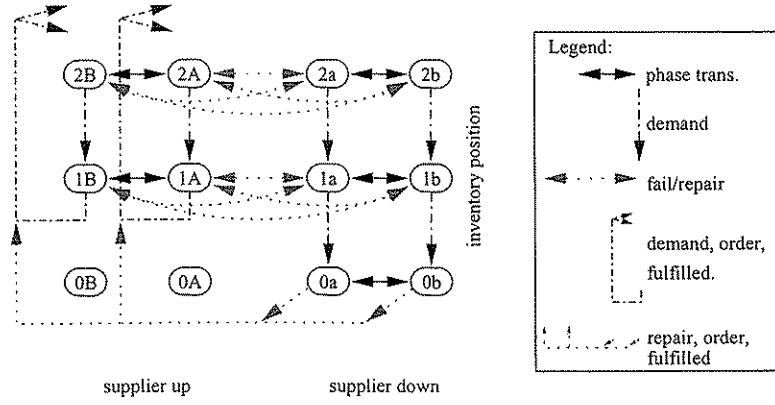 Legend:
2B 2A 2a 2b
phase trans.
demand
1B 1A 1a 1b
fail/repair
inventory position
demand, order,
fulfilled.
0B 0A 0a 0b
repair, order,
fulfilled
supplier up supplier down